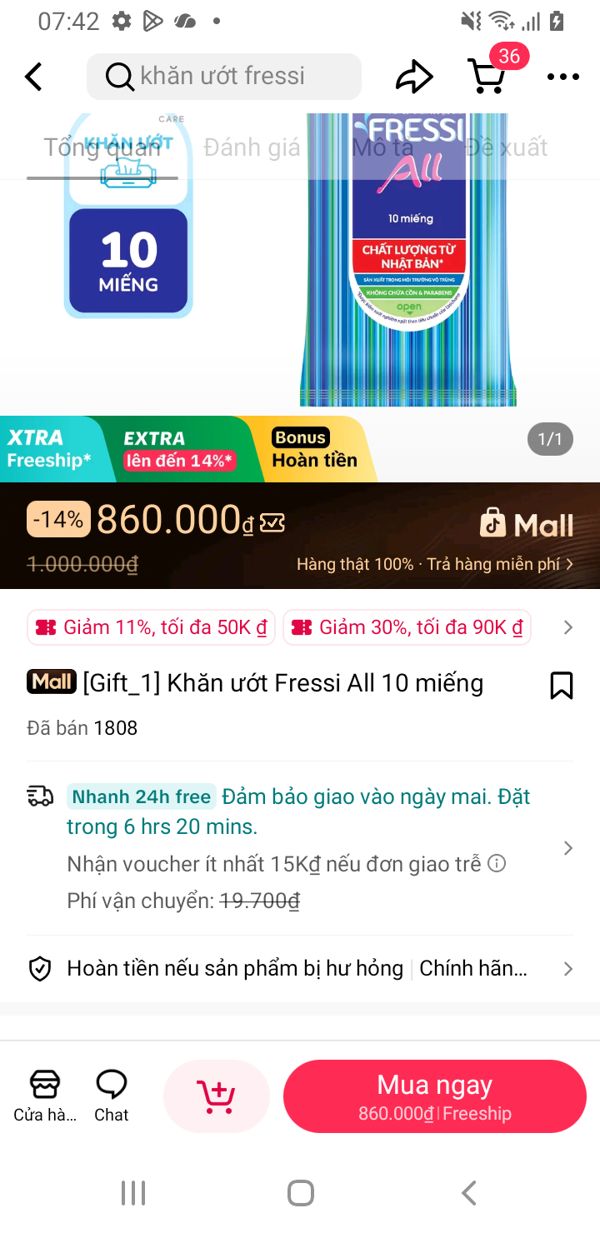 07:42
khăn ướt fressi
36
CARE
KHĂN ƯỚT
Tổng quan
Đánh giá
Mô tả
Đề xuất
FRESSI
All
10
MIẾNG
10 miếng
CHẤT LƯỢNG TỪ
NHẬT BẢN*
SẢN XUẤT TRONG MÔI TRƯỜNG VÔ TRÙNG
KHÔNG CHỨA CỒN & PARABENS
open
XTRA
Freeship*
EXTRA
lên đến 14%*
Bonus
Hoàn tiền
1/1
-14% 860.000₫
Mall
1.000.000₫
Hàng thật 100% · Trả hàng miễn phí
Giảm 11%, tối đa 50K ₫
Giảm 30%, tối đa 90K ₫
Mall [Gift_1] Khăn ướt Fressi All 10 miếng
Đã bán 1808
Nhanh 24h free Đảm bảo giao vào ngày mai. Đặt
trong 6 hrs 20 mins.
Nhận voucher ít nhất 15K₫ nếu đơn giao trễ
Phí vận chuyển: 19.700₫
Hoàn tiền nếu sản phẩm bị hư hỏng | Chính hãn...
Cửa hà...
Chat
Mua ngay
860.000₫ | Freeship